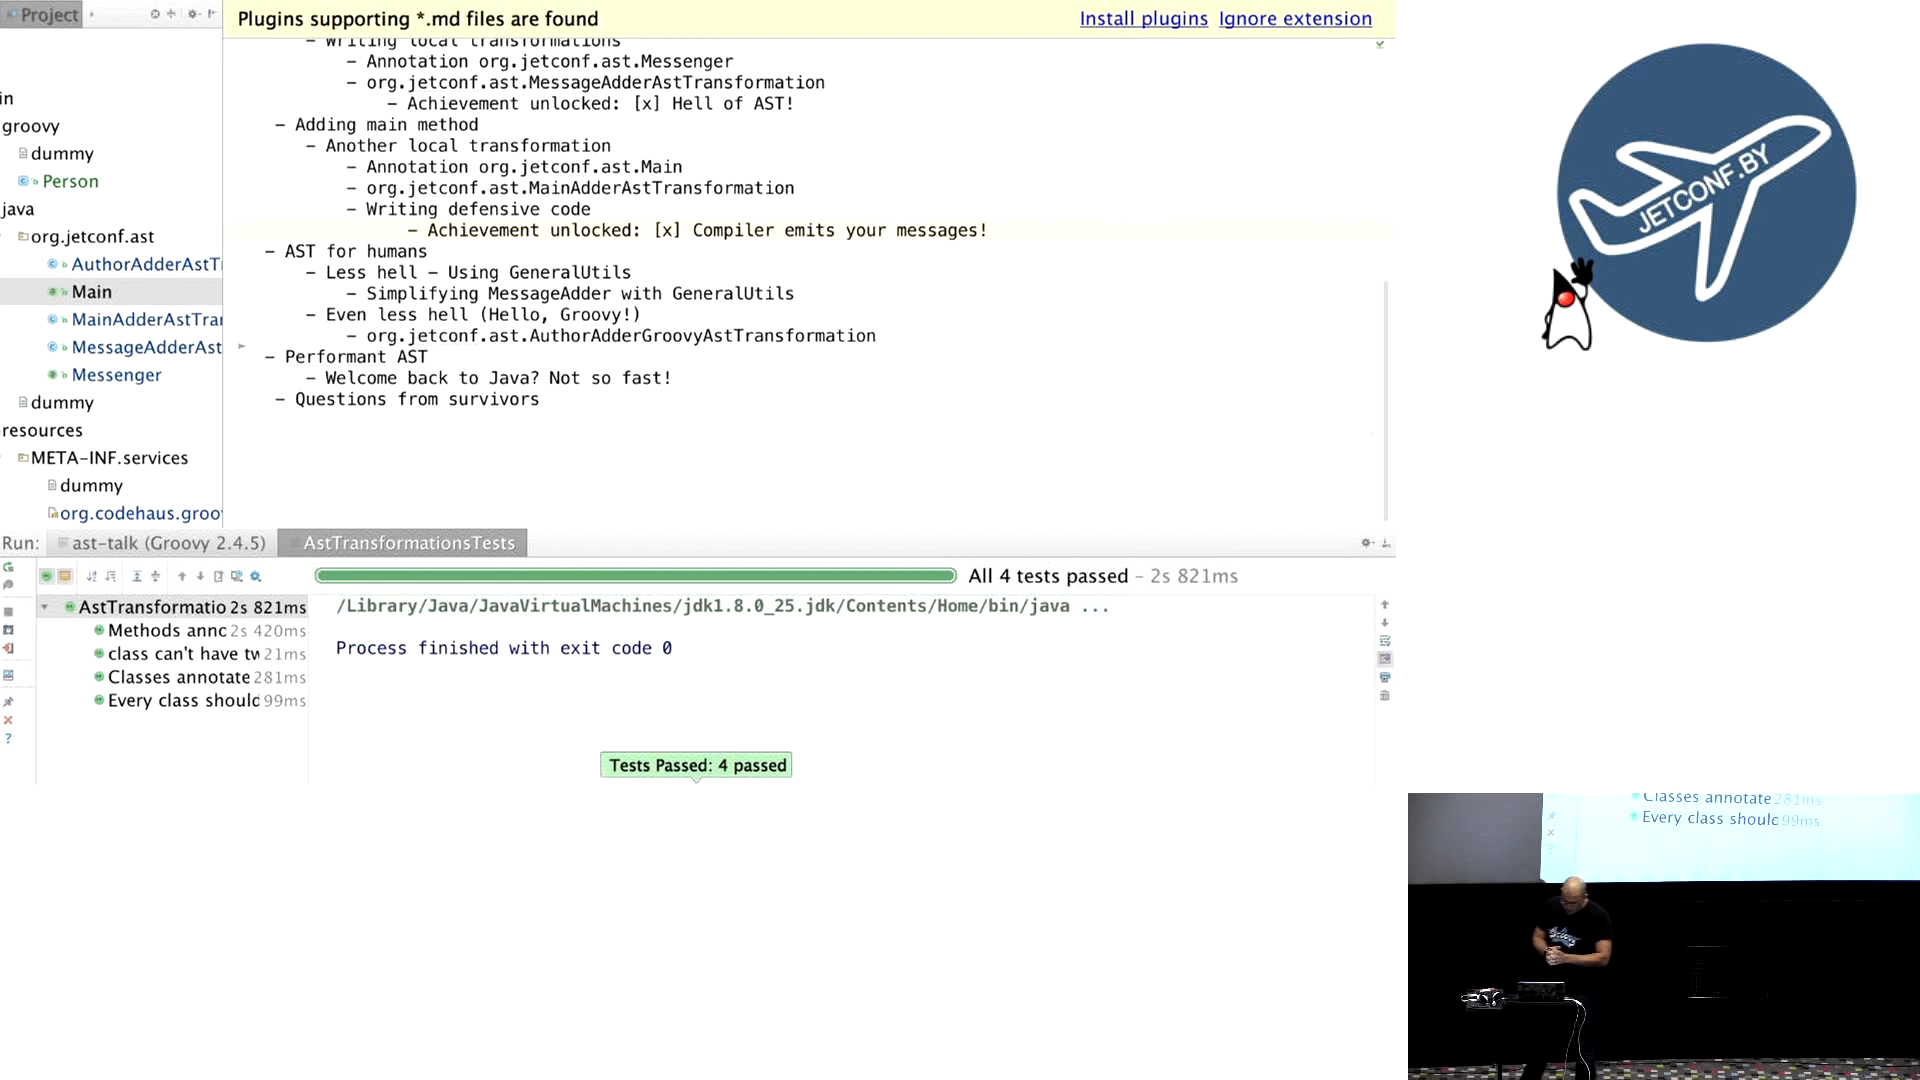 Project
in
groovy
dummy
Person
java
org.jetconf.ast
AuthorAdderAstT
Main
MainAdderAstTra
MessageAdderAst
Messenger
dummy
resources
META-INF.services
dummy
org.codehaus.groo
Plugins supporting *.md files are found
Install plugins Ignore extension
- Writing local transformations
- Annotation org.jetconf.ast.Messenger
- org.jetconf.ast.MessageAdderAstTransformation
- Achievement unlocked: [x] Hell of AST!
- Adding main method
- Another local transformation
- Annotation org.jetconf.ast.Main
- org.jetconf.ast.MainAdderAstTransformation
- Writing defensive code
- Achievement unlocked: [x] Compiler emits your messages!
- AST for humans
- Less hell - Using GeneralUtils
- Simplifying MessageAdder with GeneralUtils
- Even less hell (Hello, Groovy!)
- org.jetconf.ast.AuthorAdderGroovyAstTransformation
- Performant AST
- Welcome back to Java? Not so fast!
- Questions from survivors
Run: ast-talk (Groovy 2.4.5) AstTransformationsTests
All 4 tests passed - 2s 821ms
AstTransformatio 2s 821ms
Methods annc 2s 420ms
class can't have tw 21ms
Classes annotate 281ms
Every class should 99ms
/Library/Java/JavaVirtualMachines/jdk1.8.0_25.jdk/Contents/Home/bin/java ...
Process finished with exit code 0
Tests Passed: 4 passed
JETCONF.BY
Classes annotate 281ms
Every class should 99ms